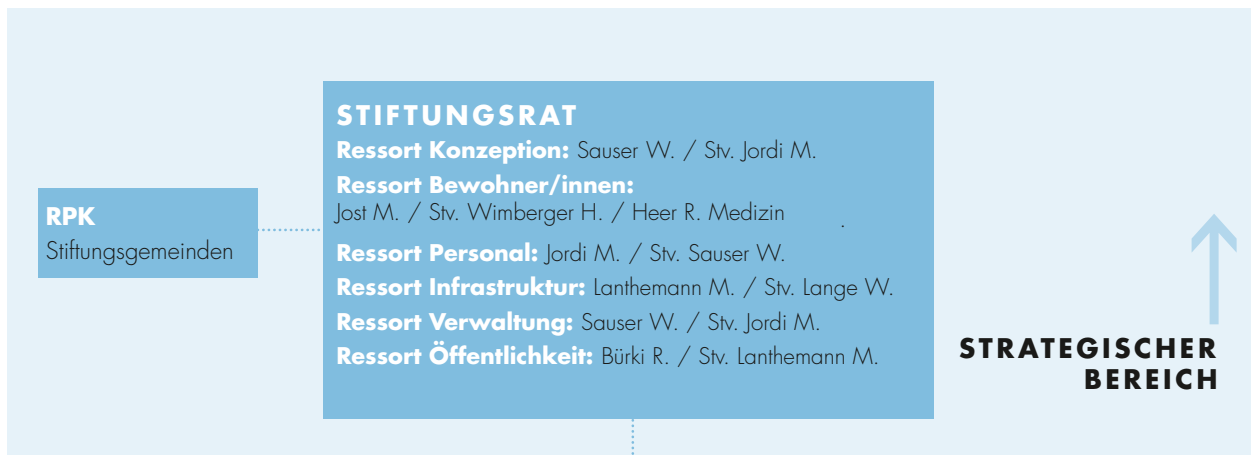 STIFTUNGSRAT
Ressort Konzeption: Sauser W. / Stv. Jordi M.
Ressort Bewohner/innen:
Jost M. / Stv. Wimberger H. / Heer R. Medizin
.
Ressort Personal: Jordi M. / Stv. Sauser W.
Ressort Infrastruktur: Lanthemann M. / Stv. Lange W.
Ressort Verwaltung: Sauser W. / Stv. Jordi M.
Ressort Öffentlichkeit: Bürki R. / Stv. Lanthemann M.
RPK
Stiftungsgemeinden
STRATEGISCHER
BEREICH